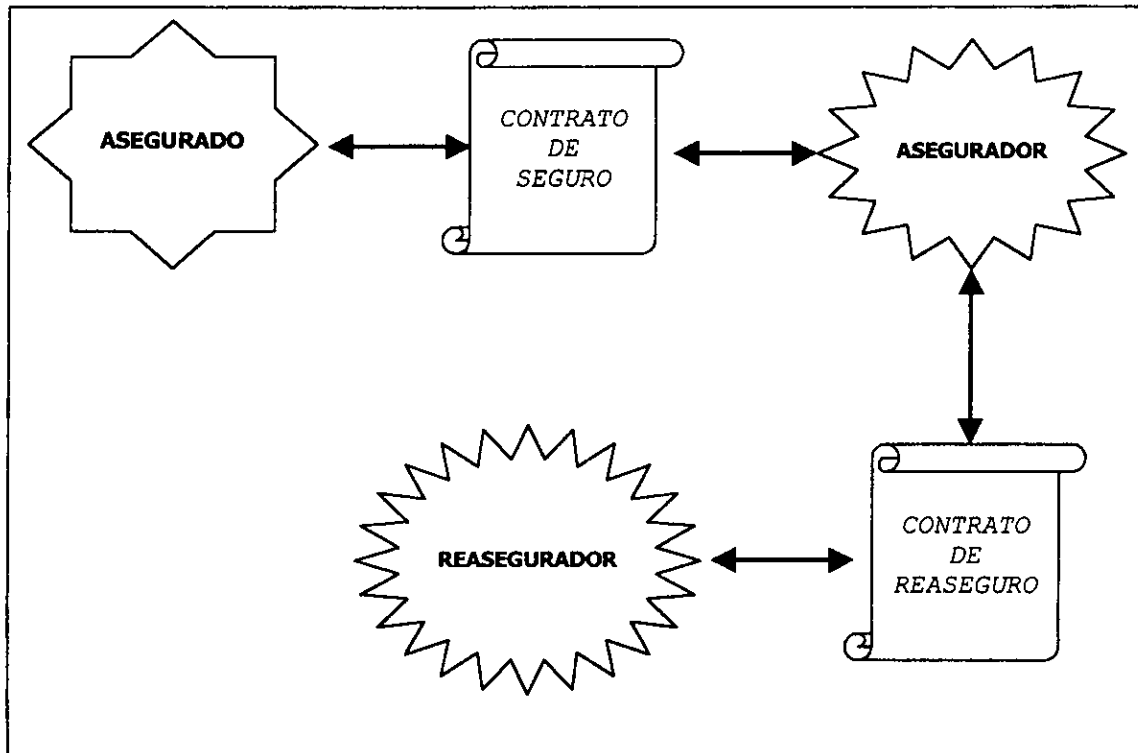 ASEGURADO
CONTRATO
DE
SEGURO
ASEGURADOR
REASEGURADOR
CONTRATO
DE
REASEGURO